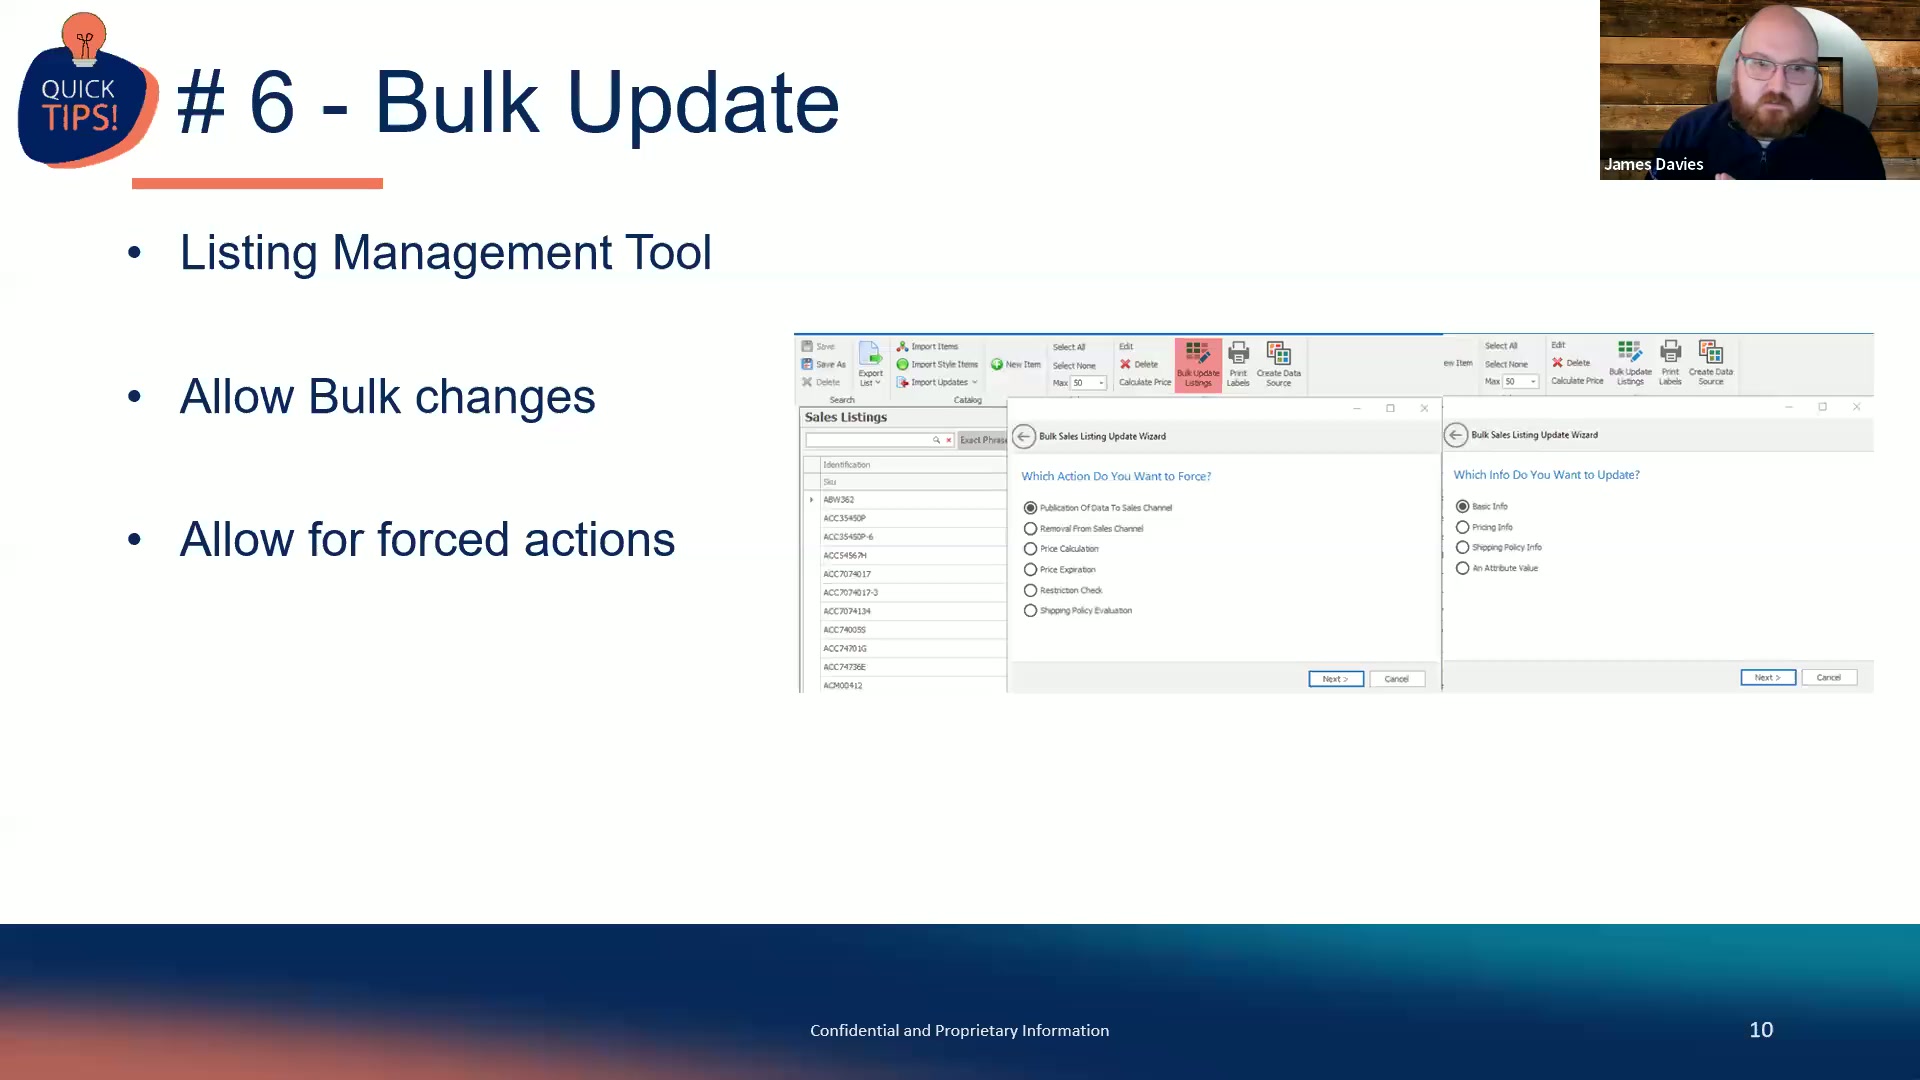 QUICK
TIPS!
# 6 - Bulk Update
James Davies
• Listing Management Tool
• Allow Bulk changes
• Allow for forced actions
Save
Save As
Delete
Search
Export
List
Import Items
Import Style Items
Import Updates
Catalog
New Item
Select All
Select None
Max 50
Edit
Delete
Calculate Price
Bulk Update
Listings
Print
Labels
Create Data
Source
Sales Listings
Exact Phrase
Identification
Sku
ABW362
ACC35450P
ACC35450P-6
ACC54567H
ACC7074017
ACC7074017-3
ACC7074134
ACC74005S
ACC74701G
ACC74736E
ACM00412
Bulk Sales Listing Update Wizard
Which Action Do You Want to Force?
Publication Of Data To Sales Channel
Removal From Sales Channel
Price Calculation
Price Expiration
Restriction Check
Shipping Policy Evaluation
Next >
Cancel
ew Item
Select All
Select None
Max 50
Edit
Delete
Calculate Price
Bulk Update
Listings
Print
Labels
Create Data
Source
Bulk Sales Listing Update Wizard
Which Info Do You Want to Update?
Basic Info
Pricing Info
Shipping Policy Info
An Attribute Value
Next >
Cancel
Confidential and Proprietary Information
10